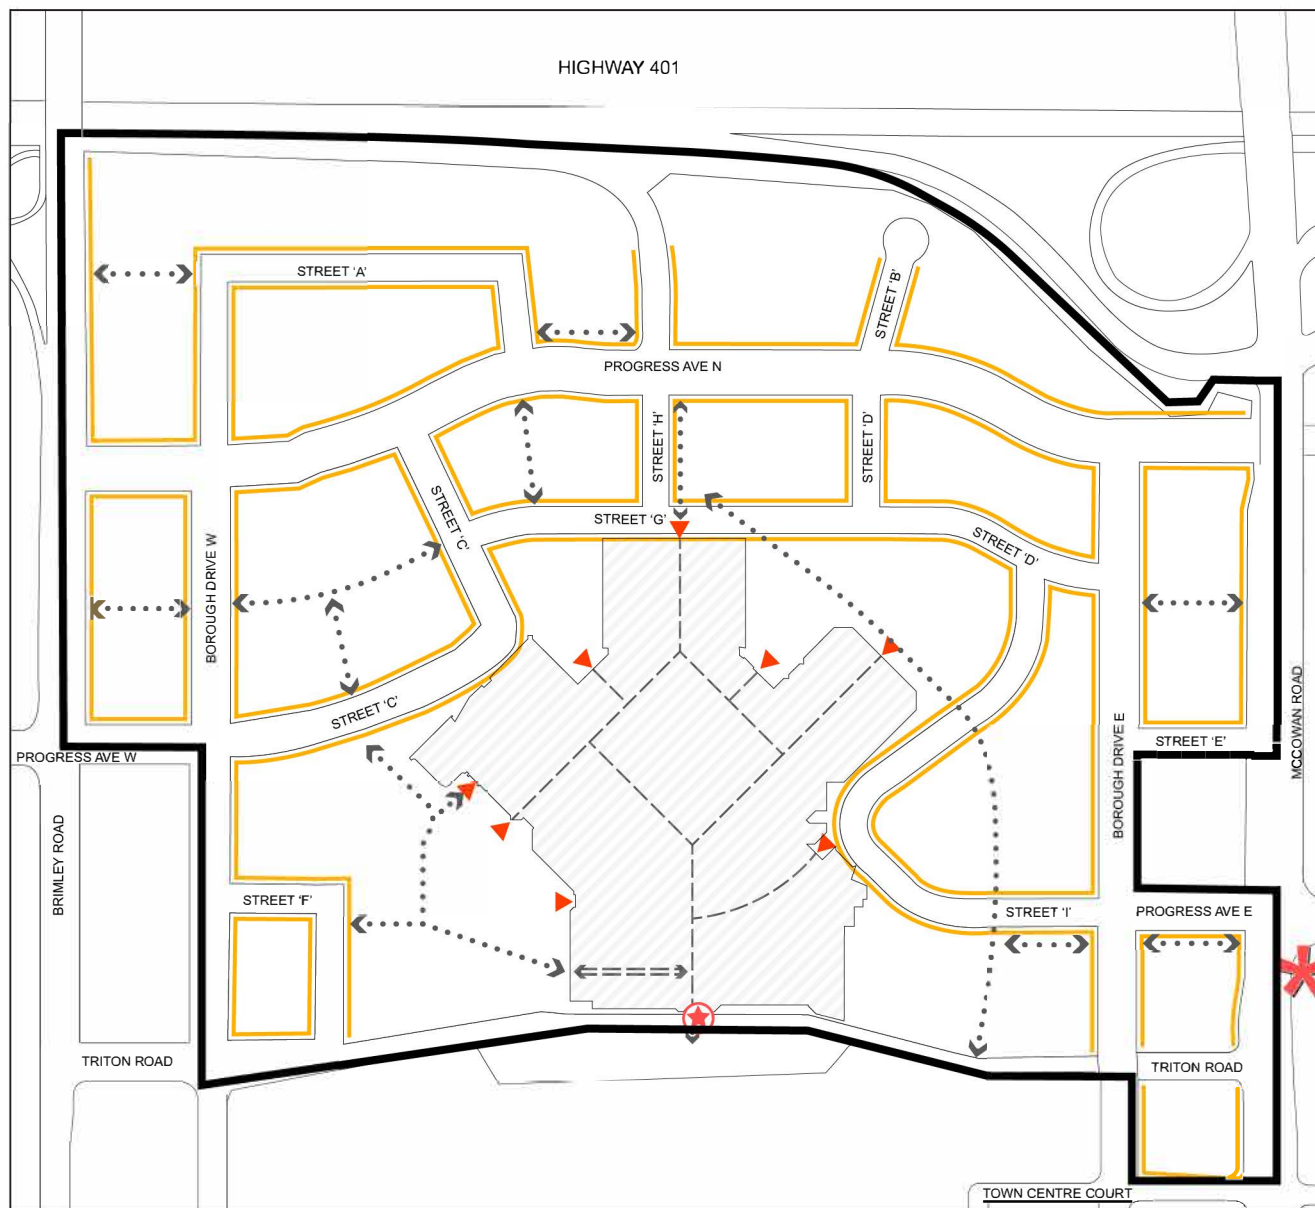 HIGHWAY 401
STREET 'A'
STREET 'B'
PROGRESS AVE N
STREET 'H'
STREET 'D'
STREET 'C'
STREET 'G'
STREET 'D'
BOROUGH DRIVE W
STREET 'C'
MCCOWAN ROAD
STREET 'E'
PROGRESS AVE W
BOROUGH DRIVE E
BRIMLEY ROAD
STREET 'F'
STREET 'I'
PROGRESS AVE E
TRITON ROAD
TRITON ROAD
TOWN CENTRE COURT